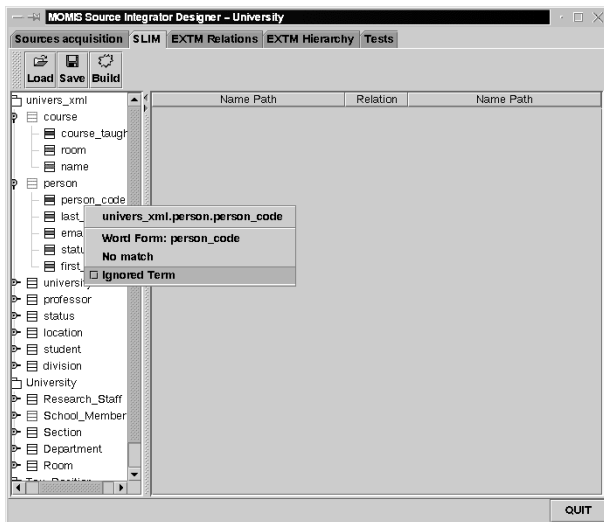 MOMIS Source Integrator Designer – University
Sources acquisition SLIM EXTM Relations EXTM Hierarchy Tests
Load Save Build
univers_xml
Name Path Relation Name Path
course
course_taugh
room
name
person
person_code
last_
univers_xml.person.person_code
ema
Word Form: person_code
statu
No match
first_
Ignored Term
university
professor
status
location
student
division
University
Research_Staff
School_Member
Section
Department
Room
QUIT